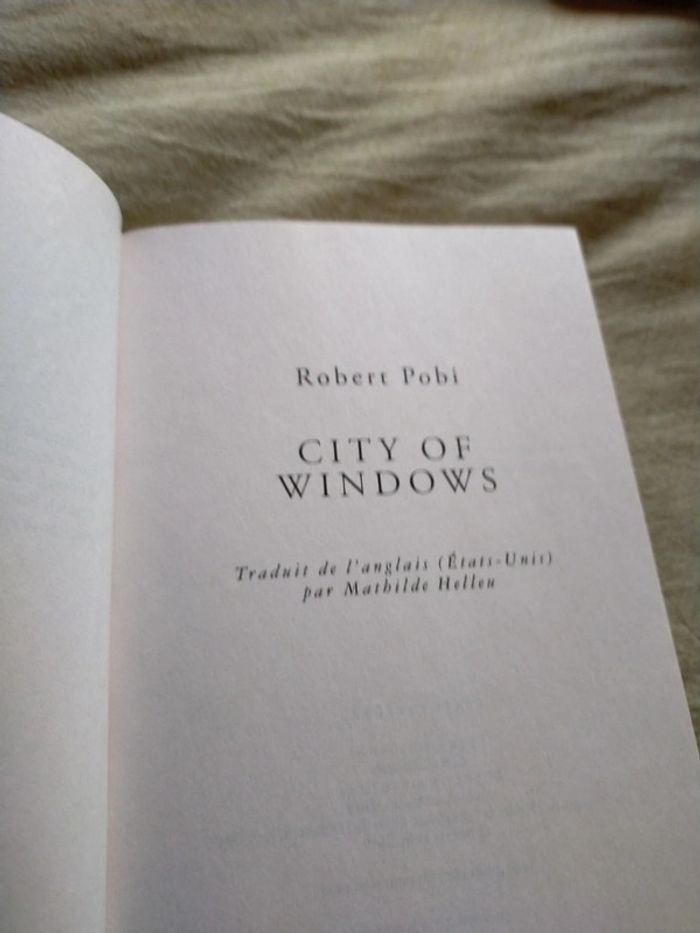 Robert Pobi
CITY OF
WINDOWS
Traduit de l'anglais (États-Unis)
par Mathilde Helleu